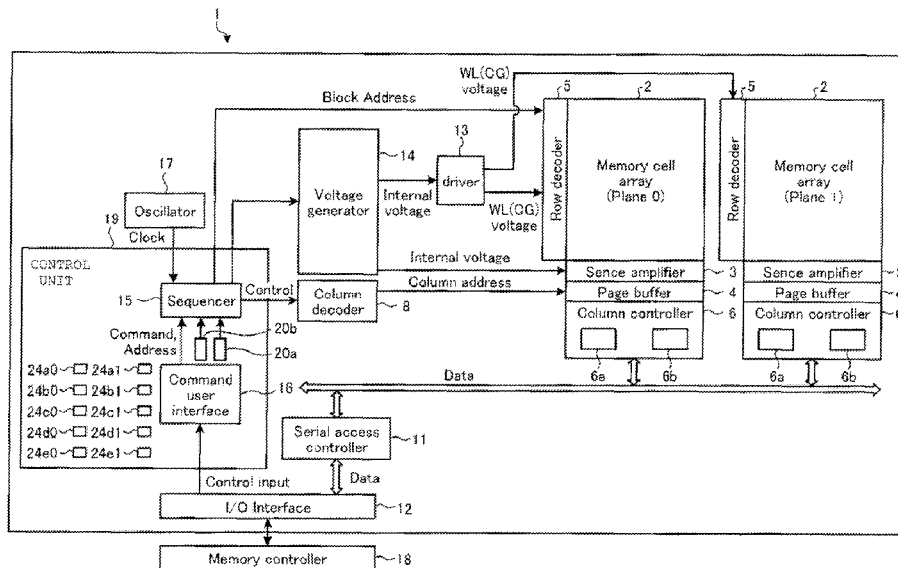 1
WL(CG)
voltage
5
2
5
2
Block Address
13
14
17
Oscillator
19
Clock
Voltage
generator
Internal
voltage
driver
WL(CG)
voltage
Row decoder
Memory cell
array
(Plane 0)
Row decoder
Memory cell
array
(Plane 1)
CONTROL
UNIT
15
Sequencer
Control
Internal voltage
Column
decoder
Column address
8
Sence amplifier
3
Sence amplifier
3
Page buffer
4
Page buffer
4
Column controller
6
Column controller
6
6a
6b
6a
6b
Command,
Address
20b
20a
24a0
24a1
24b0
24b1
24c0
24c1
24d0
24d1
24e0
24e1
Command
user
interface
16
Data
Serial access
controller
11
Control input
Data
I/O Interface
12
Memory controller
18